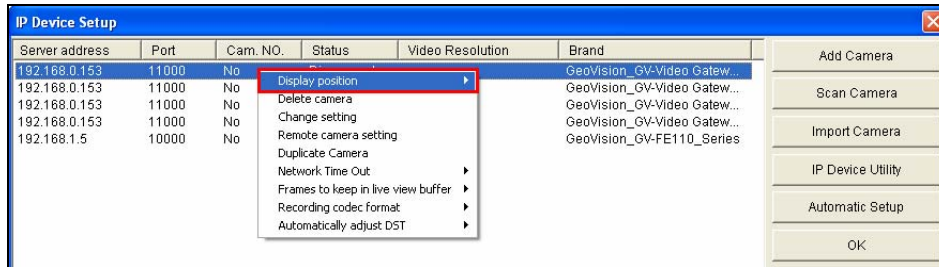 IP Device Setup
Server address Port Cam. NO. Status Video Resolution Brand
192.168.0.153 11000 No GeoVision_GV-Video Gatew...
192.168.0.153 11000 No GeoVision_GV-Video Gatew...
192.168.0.153 11000 No GeoVision_GV-Video Gatew...
192.168.0.153 11000 No GeoVision_GV-Video Gatew...
192.168.1.5 10000 No GeoVision_GV-FE110_Series
Display position
Delete camera
Change setting
Remote camera setting
Duplicate Camera
Network Time Out
Frames to keep in live view buffer
Recording codec format
Automatically adjust DST
Add Camera
Scan Camera
Import Camera
IP Device Utility
Automatic Setup
OK